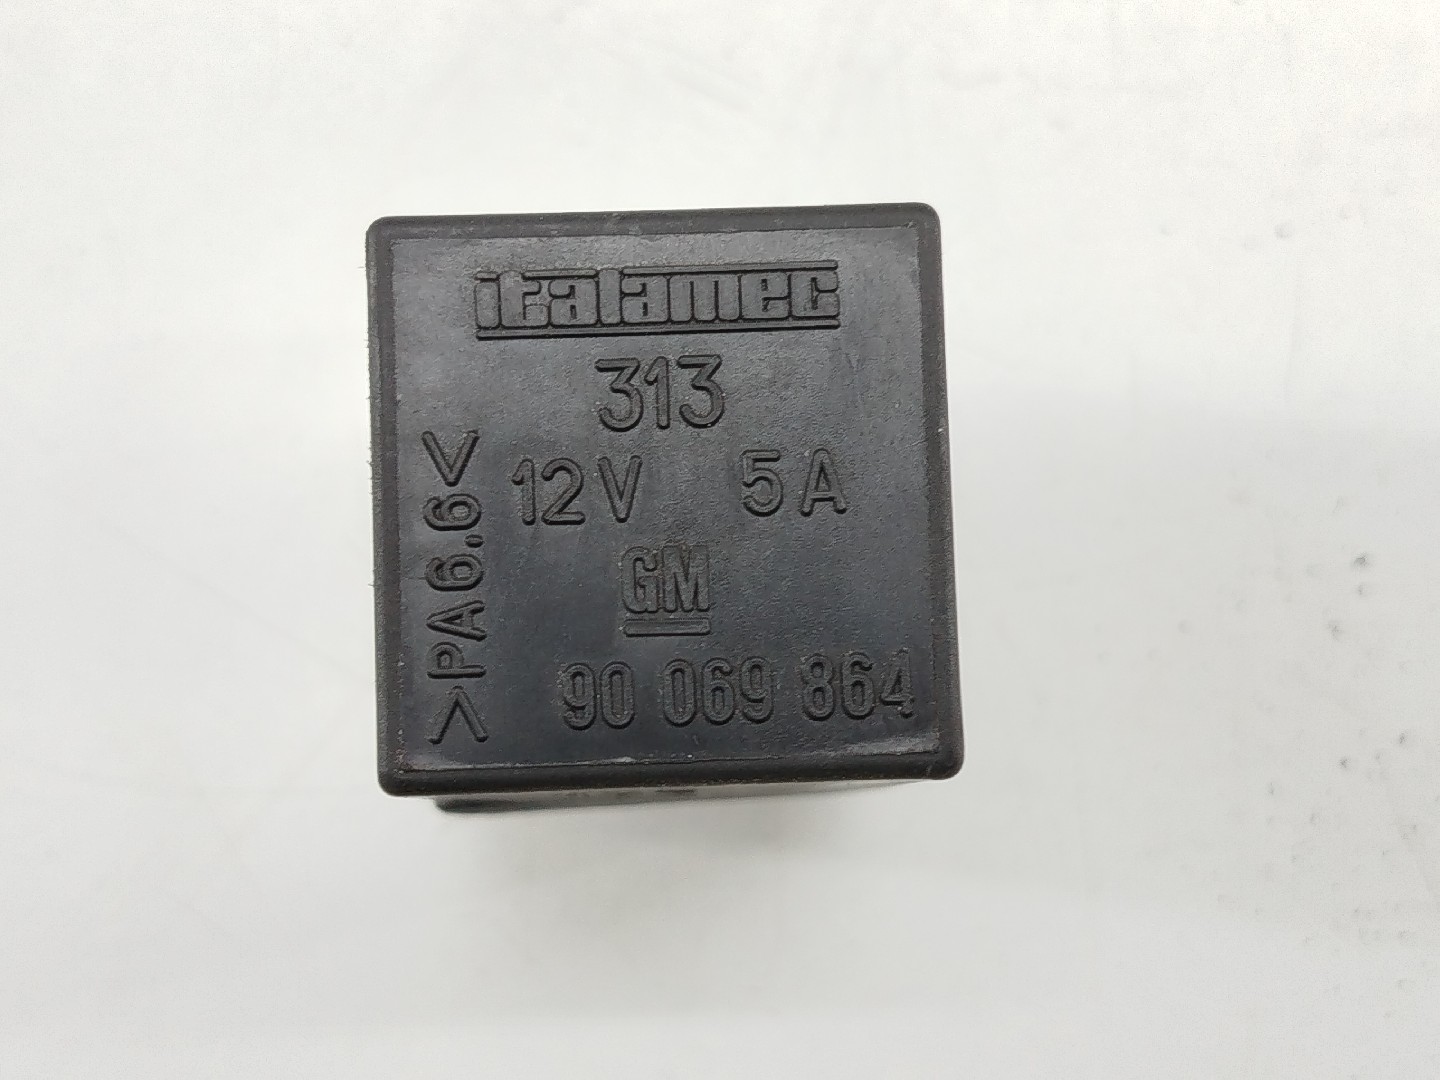 italamec
313
12V 5A
GM
90 069 864
>PA6.6<